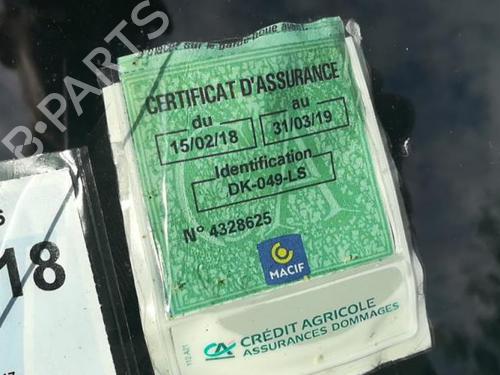 CERTIFICAT D'ASSURANCE
du
au
15/02/18
31/03/19
Identification
DK-049-LS
N° 4328625
MACIF
CA CRÉDIT AGRICOLE
ASSURANCES DOMMAGES
18
B-PARTS